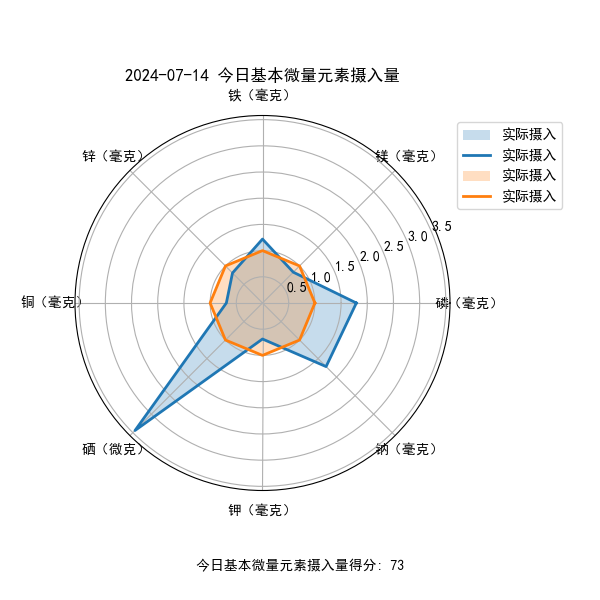 2024-07-14 今日基本微量元素摄入量
铁（毫克）
镁（毫克）
磷（毫克）
钠（毫克）
钾（毫克）
硒（微克）
铜（毫克）
锌（毫克）
0.5
1.0
1.5
2.0
2.5
3.0
3.5
实际摄入
实际摄入
实际摄入
实际摄入
今日基本微量元素摄入量得分: 73